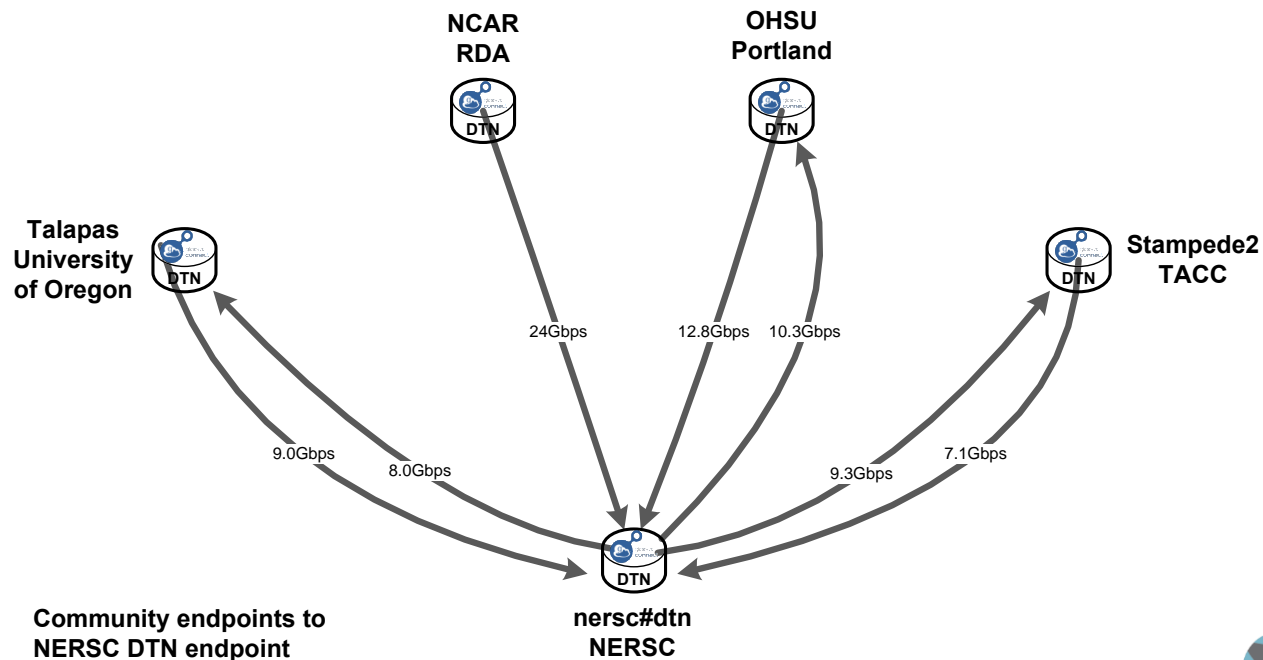 NCAR
RDA
OHSU
Portland
DTN
DTN
Talapas
University
of Oregon
DTN
DTN
Stampede2
TACC
24Gbps
12.8Gbps
10.3Gbps
9.0Gbps
8.0Gbps
9.3Gbps
7.1Gbps
DTN
nersc#dtn
NERSC
Community endpoints to
NERSC DTN endpoint